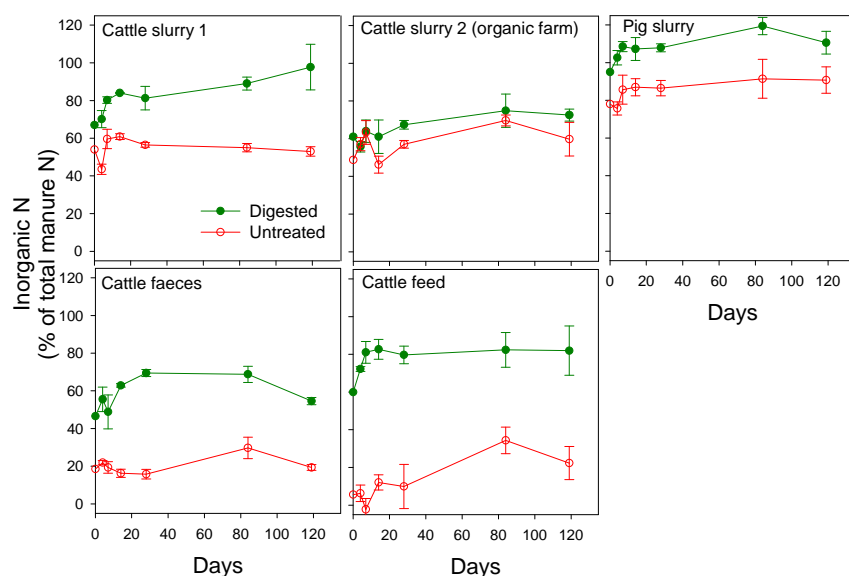 Inorganic N
(% of total manure N)
Cattle slurry 1
120
100
80
60
40
20
0
Digested
Untreated
Cattle slurry 2 (organic farm)
Pig slurry
0 20 40 60 80 100 120
Days
Cattle faeces
120
100
80
60
40
20
0
0 20 40 60 80 100 120
Days
Cattle feed
0 20 40 60 80 100 120
Days